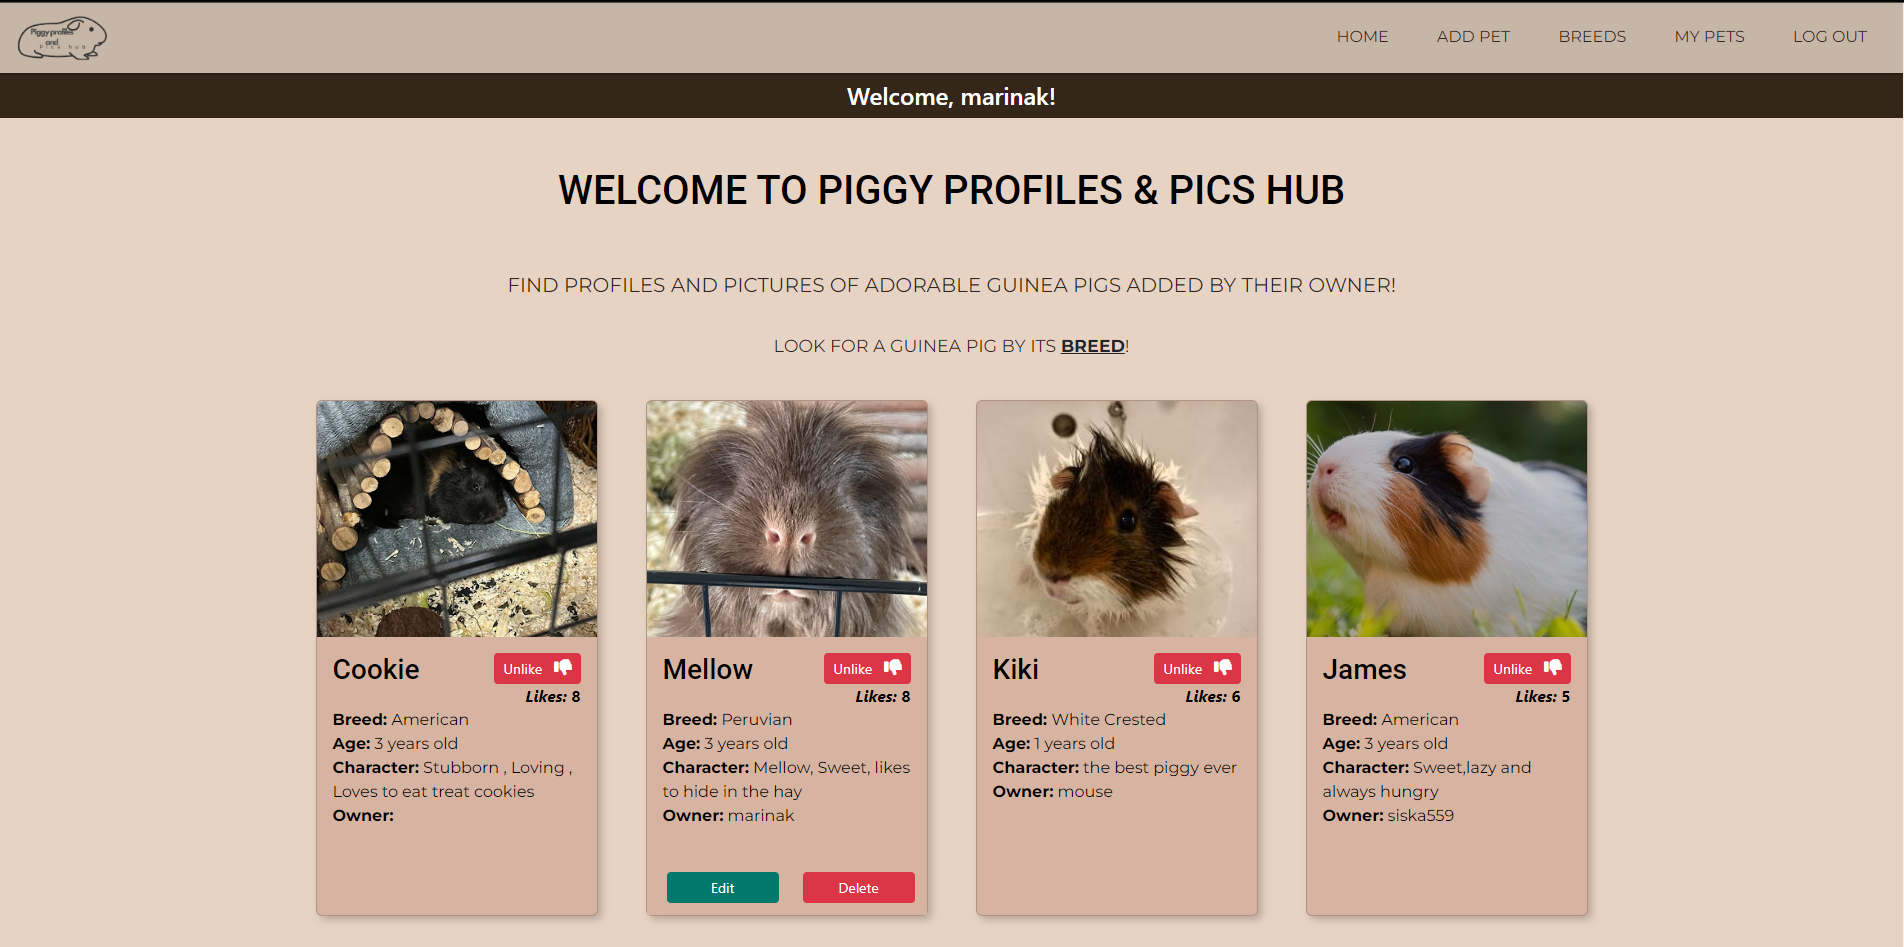 Piggy profiles
and
Pics hub
HOME
ADD PET
BREEDS
MY PETS
LOG OUT
Welcome, marinak!
WELCOME TO PIGGY PROFILES & PICS HUB
FIND PROFILES AND PICTURES OF ADORABLE GUINEA PIGS ADDED BY THEIR OWNER!
LOOK FOR A GUINEA PIG BY ITS BREED!
Cookie
Unlike
Likes: 8
Breed: American
Age: 3 years old
Character: Stubborn , Loving ,
Loves to eat treat cookies
Owner:
Mellow
Unlike
Likes: 8
Breed: Peruvian
Age: 3 years old
Character: Mellow, Sweet, likes
to hide in the hay
Owner: marinak
Edit
Delete
Kiki
Unlike
Likes: 6
Breed: White Crested
Age: 1 years old
Character: the best piggy ever
Owner: mouse
James
Unlike
Likes: 5
Breed: American
Age: 3 years old
Character: Sweet,lazy and
always hungry
Owner: siska559